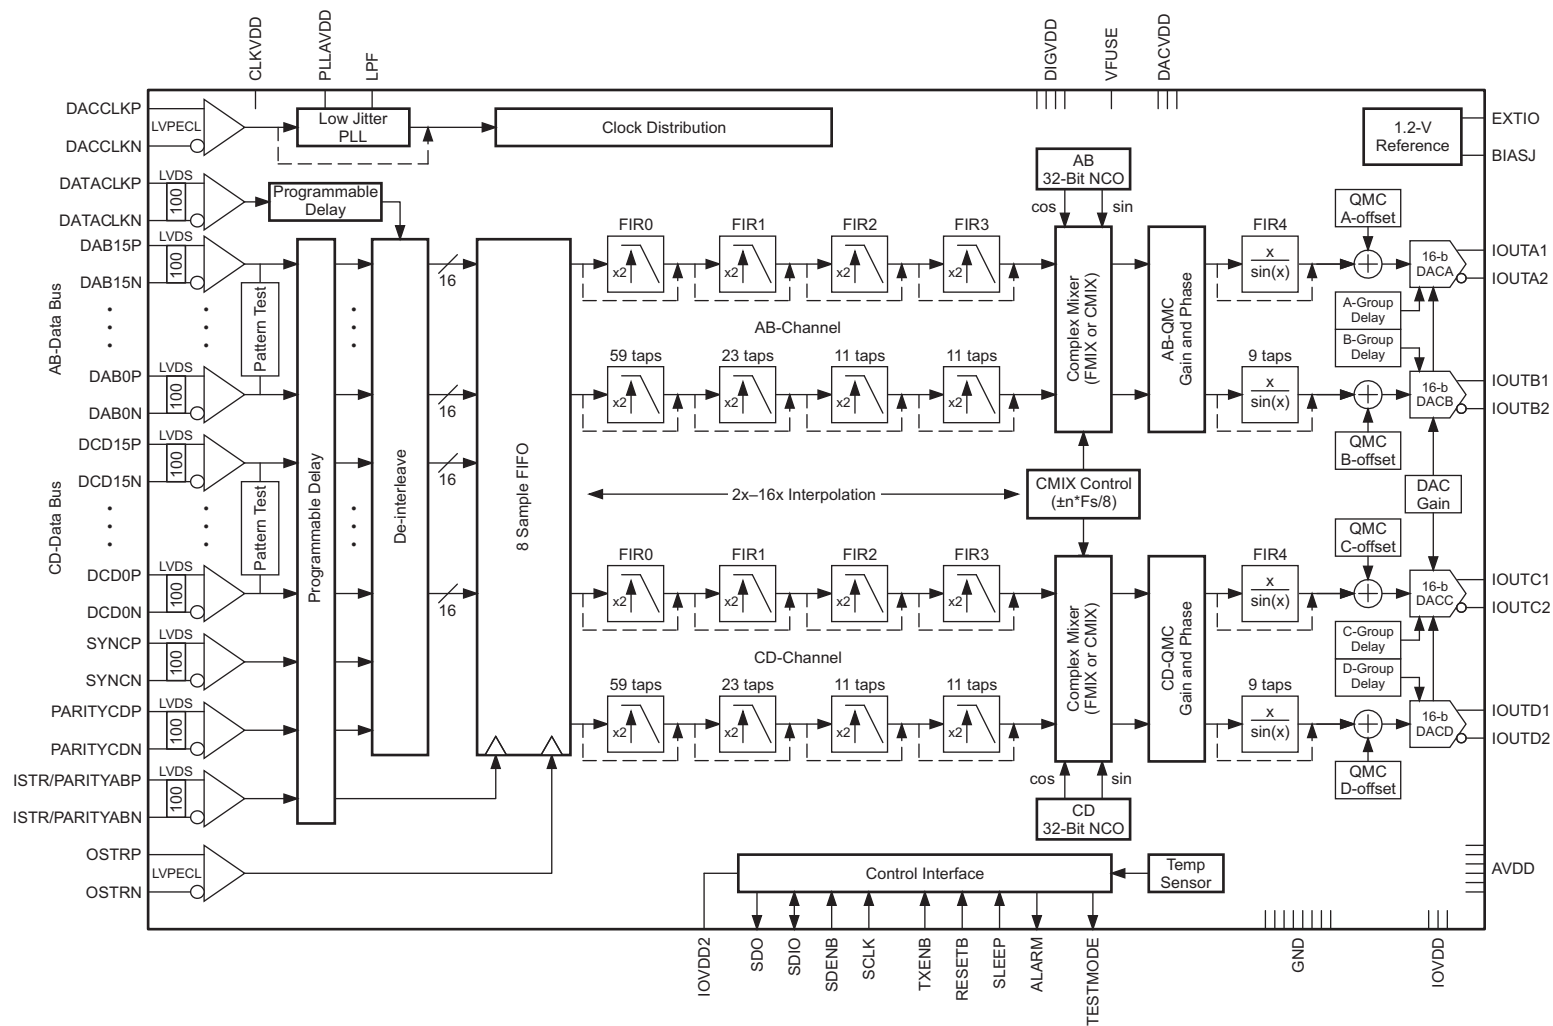 CLKVDD
PLLAVDD
LPF
DIGVDD
VFUSE
DACVDD
DACCLKP
LVPECL
DACCLKN
Low Jitter
PLL
Clock Distribution
AB
32-Bit NCO
cos
sin
1.2-V
Reference
EXTIO
BIASJ
DATACLKP
LVDS
100
DATACLKN
Programmable
Delay
AB-Data Bus
DAB15P
LVDS
100
DAB15N
Pattern Test
DAB0P
LVDS
100
DAB0N
CD-Data Bus
DCD15P
LVDS
100
DCD15N
Pattern Test
DCD0P
LVDS
100
DCD0N
SYNCP
LVDS
100
SYNCN
PARITYCDP
LVDS
100
PARITYCDN
ISTR/PARITYABP
LVDS
100
ISTR/PARITYABN
OSTRP
LVPECL
OSTRN
Programmable Delay
De-interleave
16
16
16
16
8 Sample FIFO
FIR0
x2
FIR1
x2
FIR2
x2
FIR3
x2
AB-Channel
59 taps
x2
23 taps
x2
11 taps
x2
11 taps
x2
2x–16x Interpolation
FIR0
x2
FIR1
x2
FIR2
x2
FIR3
x2
CD-Channel
59 taps
x2
23 taps
x2
11 taps
x2
11 taps
x2
Complex Mixer
(FMIX or CMIX)
AB-QMC
Gain and Phase
CMIX Control
(±n*Fs/8)
Complex Mixer
(FMIX or CMIX)
CD-QMC
Gain and Phase
cos
sin
CD
32-Bit NCO
FIR4
x
sin(x)
9 taps
x
sin(x)
FIR4
x
sin(x)
9 taps
x
sin(x)
QMC
A-offset
16-b
DACA
IOUTA1
IOUTA2
A-Group
Delay
B-Group
Delay
16-b
DACB
IOUTB1
IOUTB2
QMC
B-offset
DAC
Gain
QMC
C-offset
16-b
DACC
IOUTC1
IOUTC2
C-Group
Delay
D-Group
Delay
16-b
DACD
IOUTD1
IOUTD2
QMC
D-offset
Control Interface
Temp
Sensor
AVDD
IOVDD2
SDO
SDIO
SDENB
SCLK
TXENB
RESETB
SLEEP
ALARM
TESTMODE
GND
IOVDD